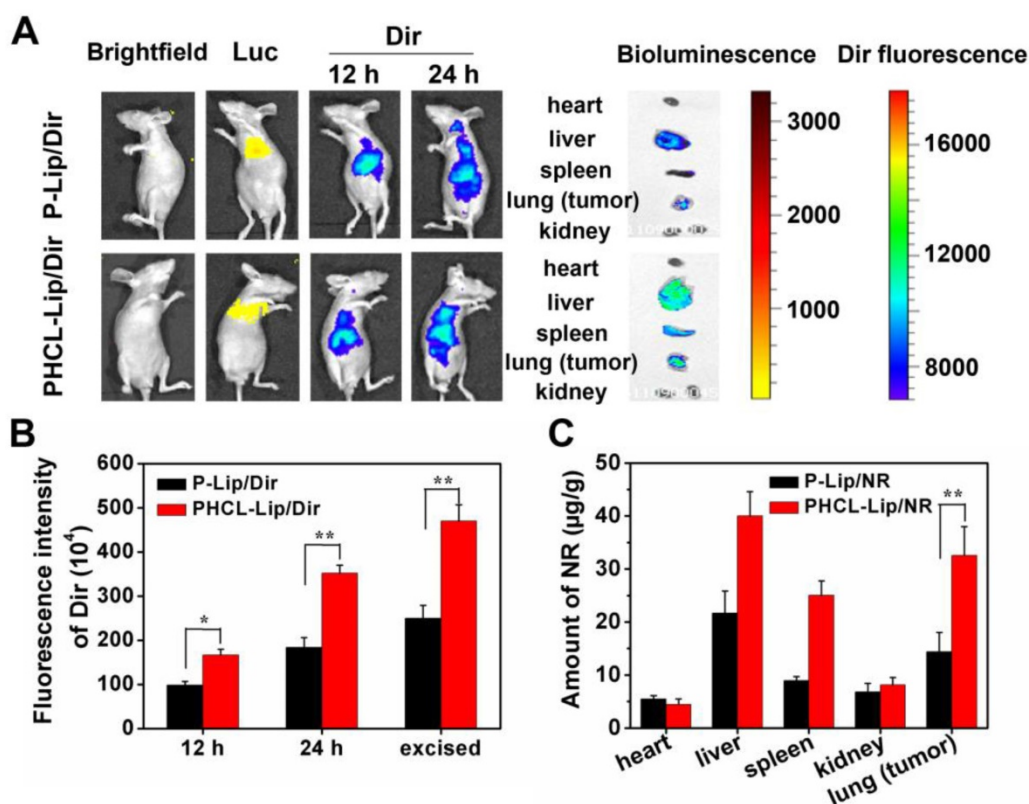 A
Brightfield
Luc
Dir
12 h
24 h
Bioluminescence
Dir fluorescence
P-Lip/Dir
PHCL-Lip/Dir
heart
liver
spleen
lung (tumor)
kidney
heart
liver
spleen
lung (tumor)
kidney
3000
2000
1000
16000
12000
8000
B
Fluorescence intensity
of Dir (10⁴)
600
500
400
300
200
100
0
P-Lip/Dir
PHCL-Lip/Dir
*
**
**
12 h
24 h
excised
C
Amount of NR (µg/g)
50
40
30
20
10
0
P-Lip/NR
PHCL-Lip/NR
**
heart
liver
spleen
kidney
lung (tumor)